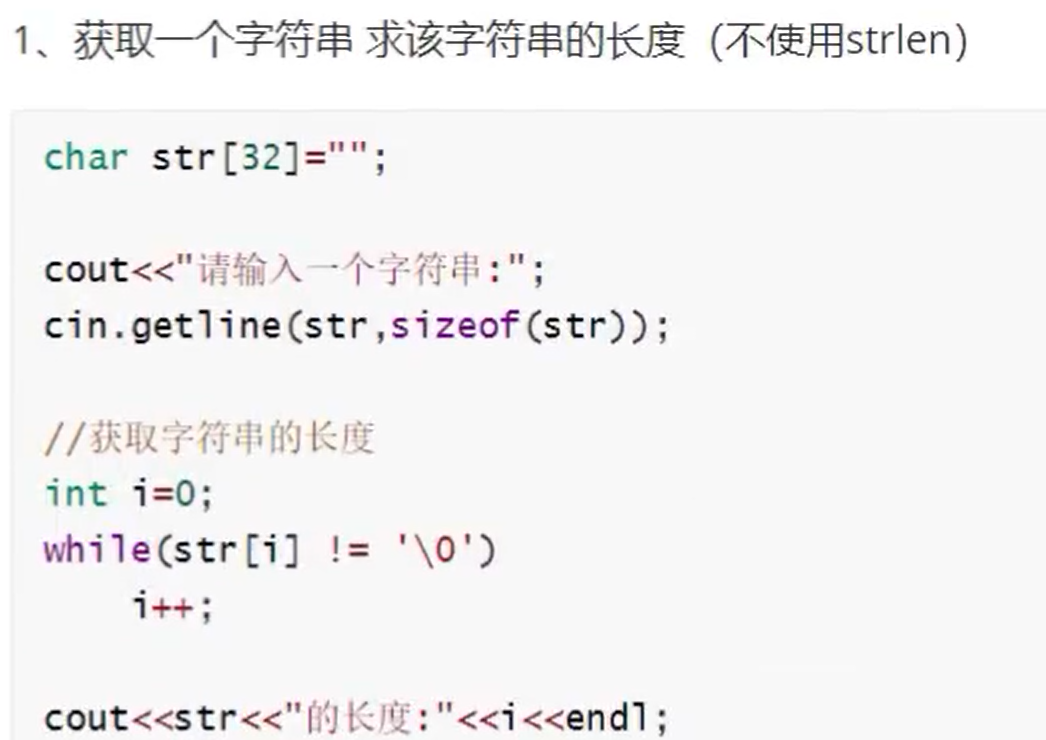 1、获取一个字符串 求该字符串的长度（不使用strlen）
char str[32]="";
cout<<"请输入一个字符串:";
cin.getline(str,sizeof(str));
//获取字符串的长度
int i=0;
while(str[i] != '\0')
i++;
cout<<str<<"的长度:"<<i<<endl;